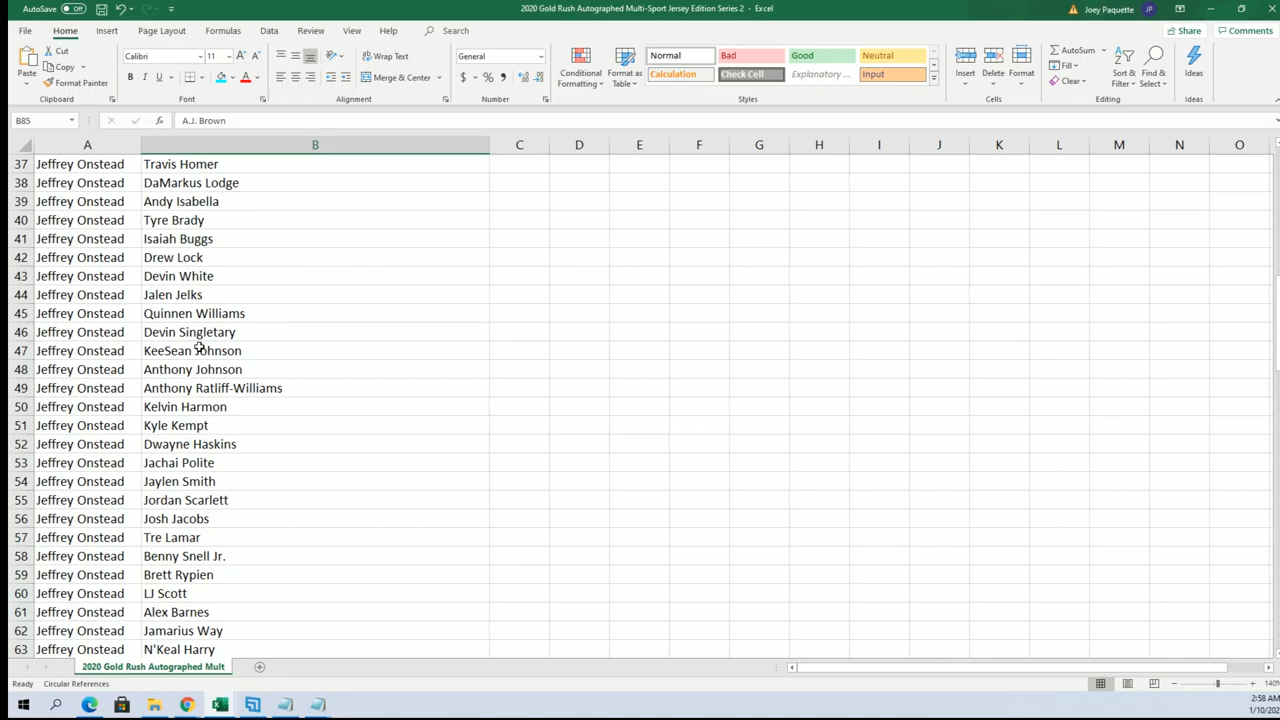 AutoSave Off 2020 Gold Rush Autographed Multi-Sport Jersey Edition Series 2 - Excel Joey Paquette JP
File Home Insert Page Layout Formulas Data Review View Help Search Share Comments
Cut Calibri 11 Wrap Text General Normal Bad Good Neutral AutoSum
Copy Fill
Paste Format Painter B I U Merge & Center $ % Conditional Formatting Format as Table Calculation Check Cell Explanatory ... Input Insert Delete Format Clear Sort & Filter Find & Select Ideas
Clipboard Font Alignment Number Styles Cells Editing Ideas
B85 fx A.J. Brown
A B C D E F G H I J K L M N O
37 Jeffrey Onstead Travis Homer
38 Jeffrey Onstead DaMarkus Lodge
39 Jeffrey Onstead Andy Isabella
40 Jeffrey Onstead Tyre Brady
41 Jeffrey Onstead Isaiah Buggs
42 Jeffrey Onstead Drew Lock
43 Jeffrey Onstead Devin White
44 Jeffrey Onstead Jalen Jelks
45 Jeffrey Onstead Quinnen Williams
46 Jeffrey Onstead Devin Singletary
47 Jeffrey Onstead KeeSean Johnson
48 Jeffrey Onstead Anthony Johnson
49 Jeffrey Onstead Anthony Ratliff-Williams
50 Jeffrey Onstead Kelvin Harmon
51 Jeffrey Onstead Kyle Kempt
52 Jeffrey Onstead Dwayne Haskins
53 Jeffrey Onstead Jachai Polite
54 Jeffrey Onstead Jaylen Smith
55 Jeffrey Onstead Jordan Scarlett
56 Jeffrey Onstead Josh Jacobs
57 Jeffrey Onstead Tre Lamar
58 Jeffrey Onstead Benny Snell Jr.
59 Jeffrey Onstead Brett Rypien
60 Jeffrey Onstead LJ Scott
61 Jeffrey Onstead Alex Barnes
62 Jeffrey Onstead Jamarius Way
63 Jeffrey Onstead N'Keal Harry
2020 Gold Rush Autographed Mult
Ready Circular References 140%
2:58 AM
1/10/202